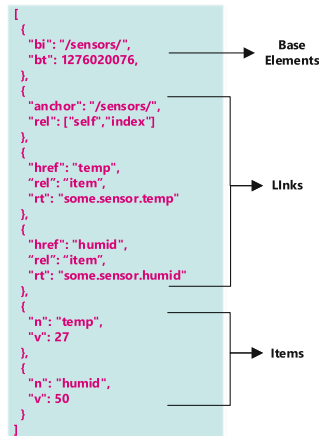 [
{
"bi": "/sensors/",
"bt": 1276020076,
},
{
"anchor": "/sensors/",
"rel": ["self","index"]
},
{
"href": "temp",
“rel”: “item”,
"rt": "some.sensor.temp"
},
{
"href": "humid",
“rel”: “item”,
"rt": "some.sensor.humid"
},
{
"n": "temp",
"v": 27
},
{
"n": "humid",
"v": 50
}
]
Base
Elements
LInks
Items